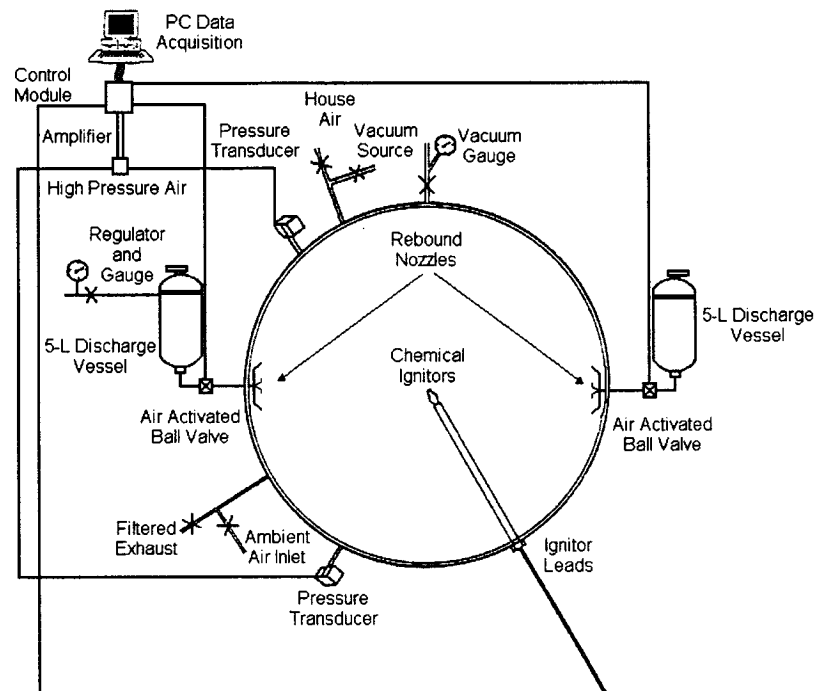 PC Data
Acquisition
Control
Module
Amplifier
High Pressure Air
Pressure
Transducer
House
Air
Vacuum
Source
Vacuum
Gauge
Regulator
and
Gauge
5-L Discharge
Vessel
Rebound
Nozzles
5-L Discharge
Vessel
Chemical
Ignitors
Air Activated
Ball Valve
Air Activated
Ball Valve
Filtered
Exhaust
Ambient
Air Inlet
Pressure
Transducer
Ignitor
Leads